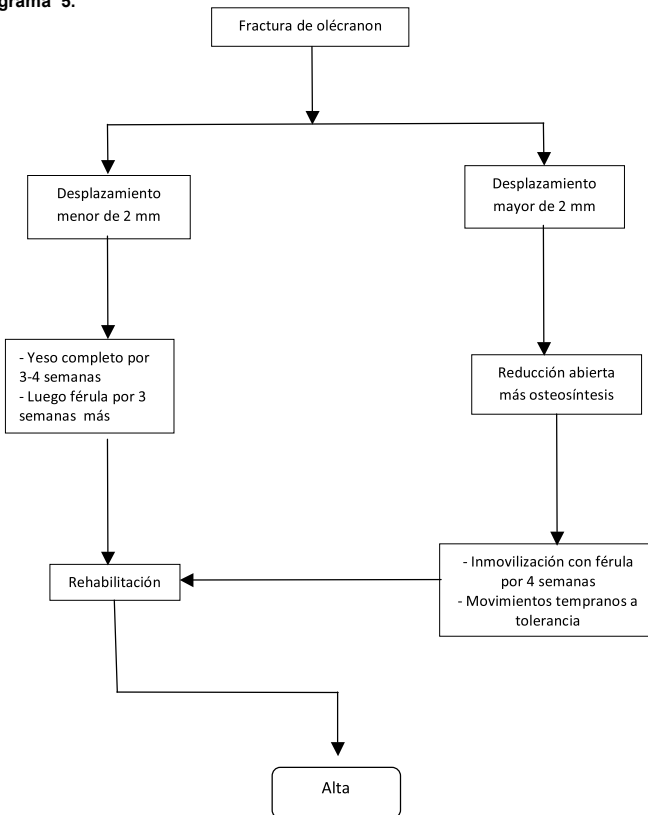 grama 5.
Fractura de olécranon
Desplazamiento
menor de 2 mm
Desplazamiento
mayor de 2 mm
- Yeso completo por
3-4 semanas
- Luego férula por 3
semanas más
Reducción abierta
más osteosíntesis
Rehabilitación
- Inmovilización con férula
por 4 semanas
- Movimientos tempranos a
tolerancia
Alta